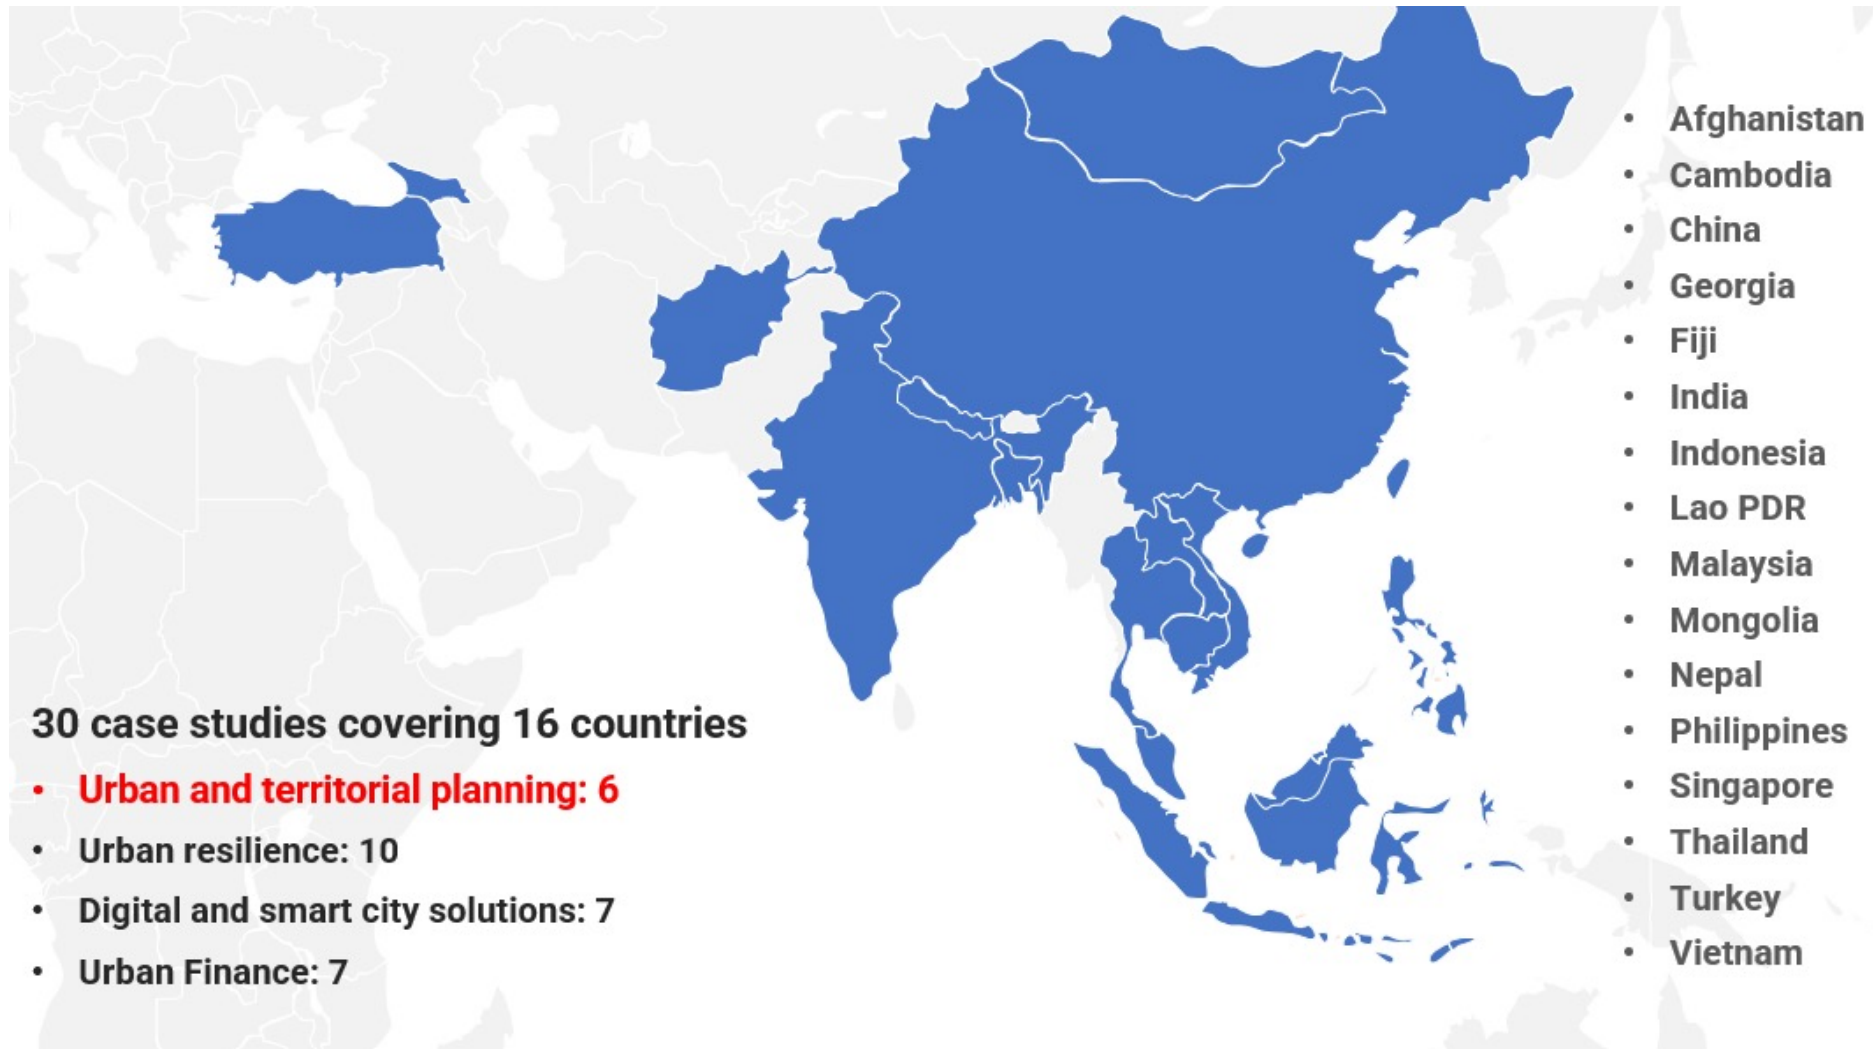 30 case studies covering 16 countries
• Urban and territorial planning: 6
• Urban resilience: 10
• Digital and smart city solutions: 7
• Urban Finance: 7
• Afghanistan
• Cambodia
• China
• Georgia
• Fiji
• India
• Indonesia
• Lao PDR
• Malaysia
• Mongolia
• Nepal
• Philippines
• Singapore
• Thailand
• Turkey
• Vietnam